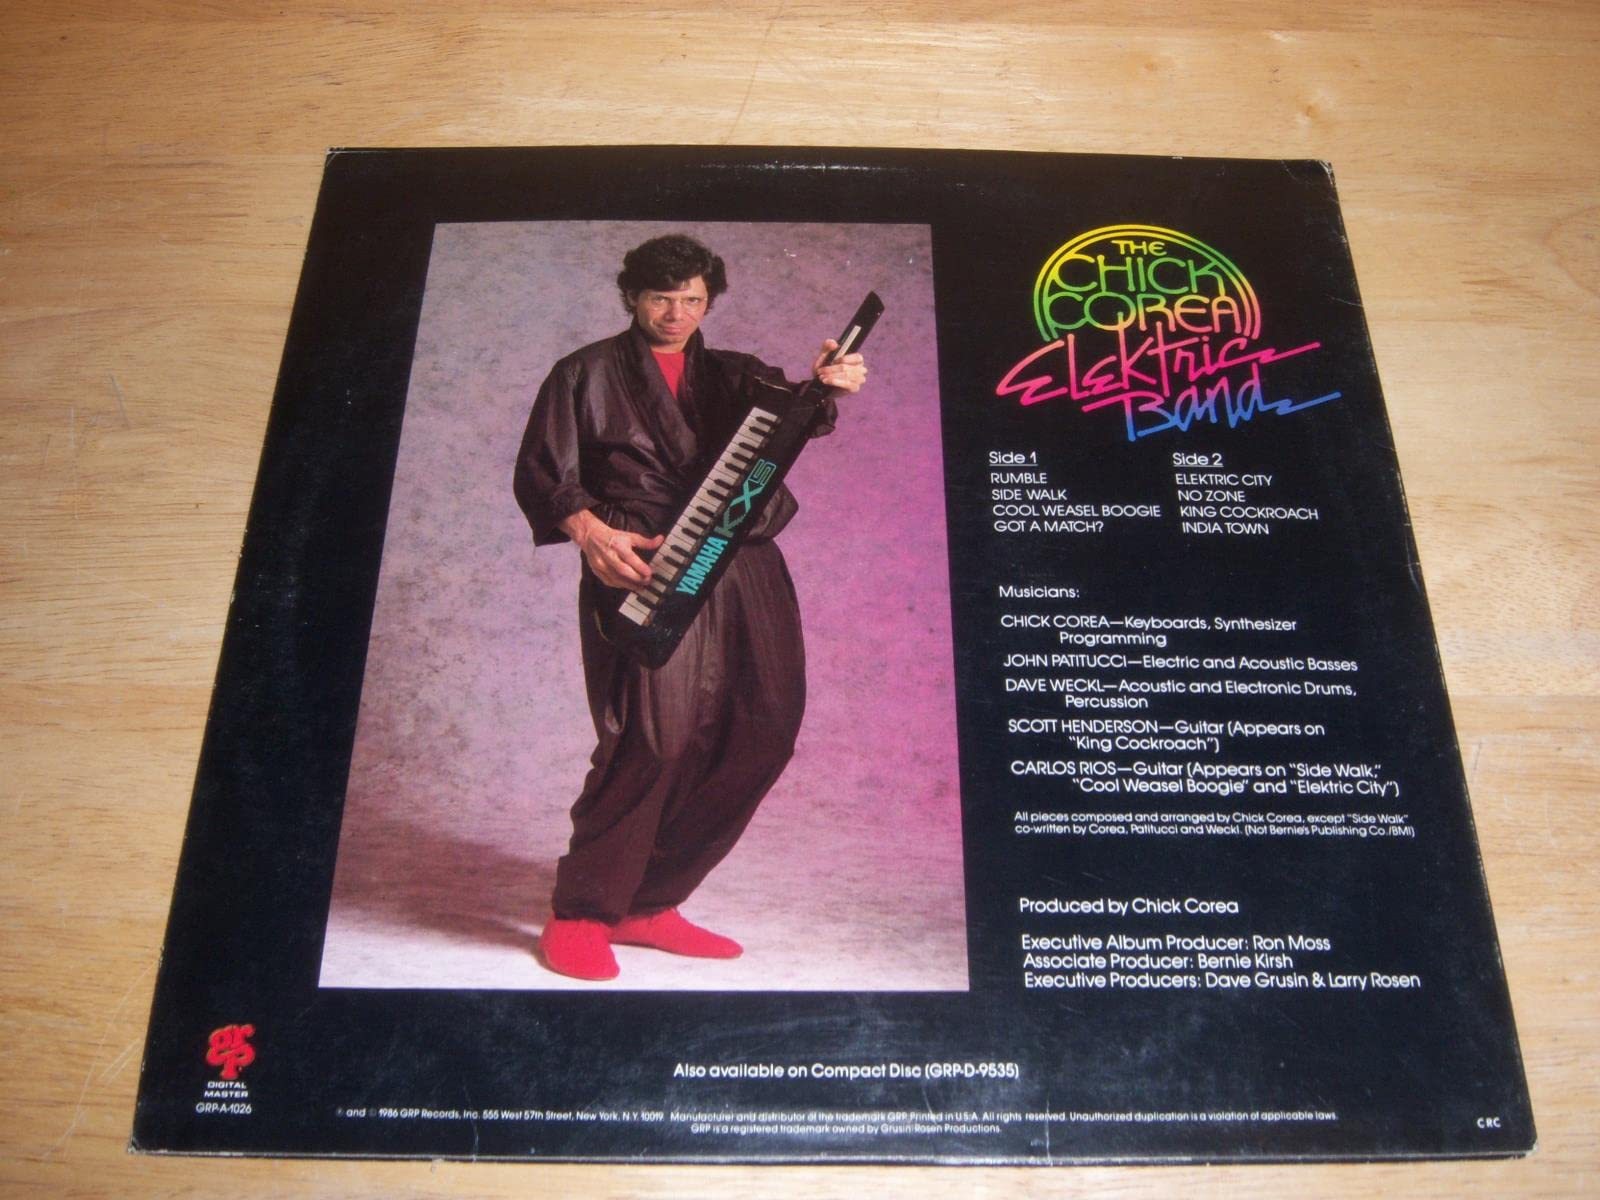 THE
CHICK
COREA
Elektric
Band
Side 1
RUMBLE
SIDE WALK
COOL WEASEL BOOGIE
GOT A MATCH?
Side 2
ELEKTRIC CITY
NO ZONE
KING COCKROACH
INDIA TOWN
YAMAHA KX5
Musicians:
CHICK COREA—Keyboards, Synthesizer
Programming
JOHN PATITUCCI—Electric and Acoustic Basses
DAVE WECKL—Acoustic and Electronic Drums,
Percussion
SCOTT HENDERSON—Guitar (Appears on
"King Cockroach")
CARLOS RIOS—Guitar (Appears on "Side Walk,"
"Cool Weasel Boogie" and "Elektric City")
All pieces composed and arranged by Chick Corea, except "Side Walk"
co-written by Corea, Patitucci and Weckl. (Not Bernie's Publishing Co./BMI)
Produced by Chick Corea
Executive Album Producer: Ron Moss
Associate Producer: Bernie Kirsh
Executive Producers: Dave Grusin & Larry Rosen
grp
DIGITAL
MASTER
GRP-A-1026
Also available on Compact Disc (GRP-D-9535)
℗ and © 1986 GRP Records, Inc. 555 West 57th Street, New York, N.Y. 10019. Manufacturer and distributor of the trademark GRP. Printed in U.S.A. All rights reserved. Unauthorized duplication is a violation of applicable laws.
GRP is a registered trademark owned by Grusin-Rosen Productions.
CRC